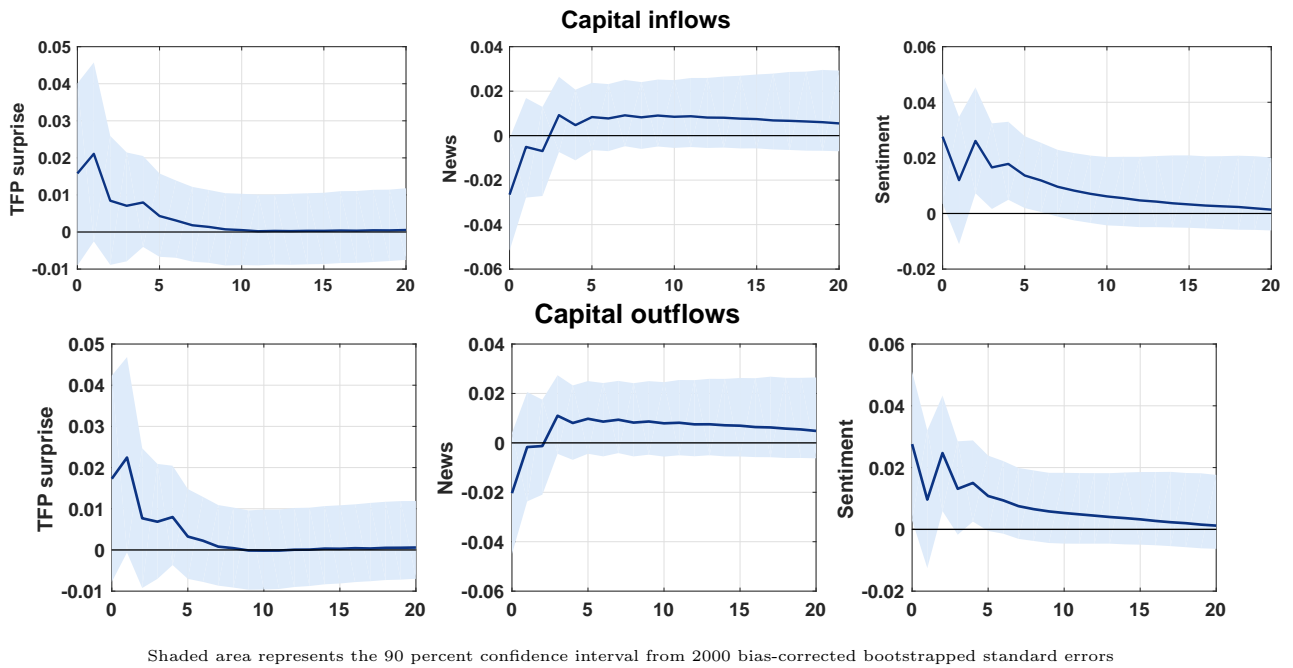 Capital inflows
TFP surprise
0.05
0.04
0.03
0.02
0.01
0
-0.01
0 5 10 15 20
News
0.04
0.02
0
-0.02
-0.04
-0.06
0 5 10 15 20
Sentiment
0.06
0.04
0.02
0
-0.02
0 5 10 15 20
Capital outflows
TFP surprise
0.05
0.04
0.03
0.02
0.01
0
-0.01
0 5 10 15 20
News
0.04
0.02
0
-0.02
-0.04
-0.06
0 5 10 15 20
Sentiment
0.06
0.04
0.02
0
-0.02
0 5 10 15 20
Shaded area represents the 90 percent confidence interval from 2000 bias-corrected bootstrapped standard errors